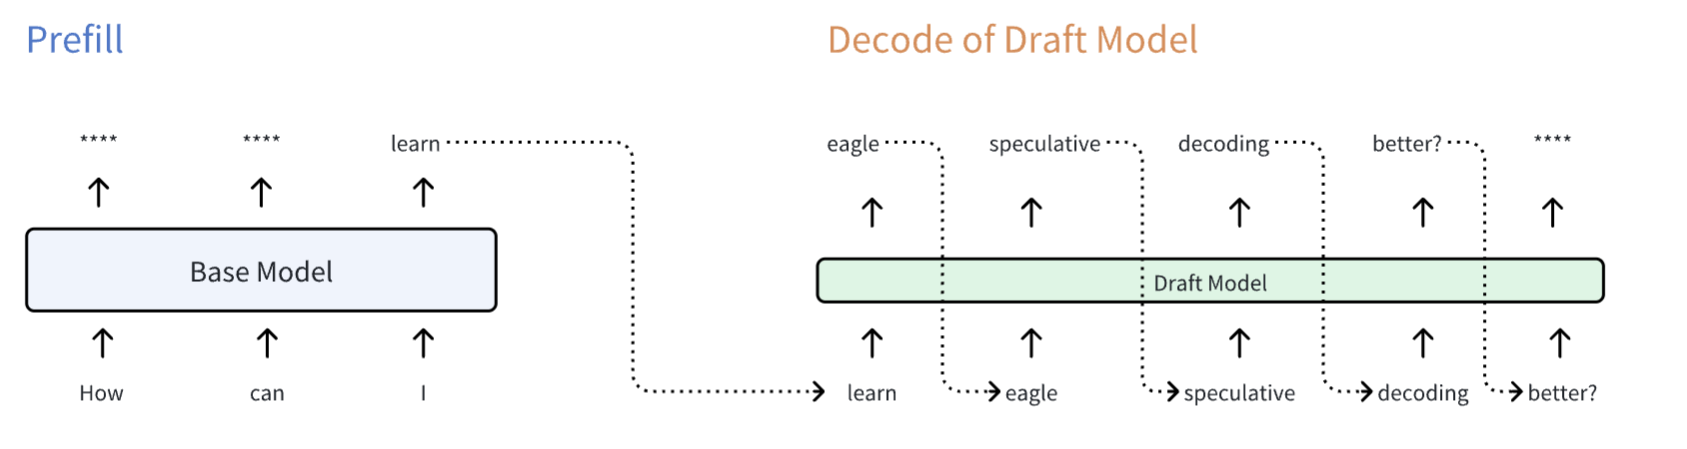 Prefill
Decode of Draft Model
**** **** learn
eagle speculative decoding better? ****
Base Model
Draft Model
How can I
learn eagle speculative decoding better?